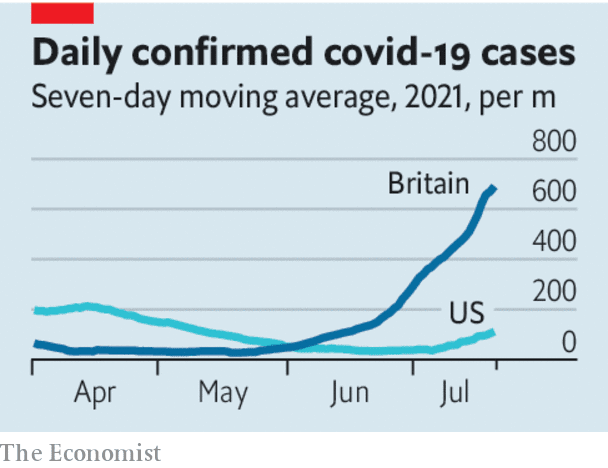 Daily confirmed covid-19 cases
Seven-day moving average, 2021, per m
800
Britain
600
400
200
US
0
Apr May Jun Jul
The Economist